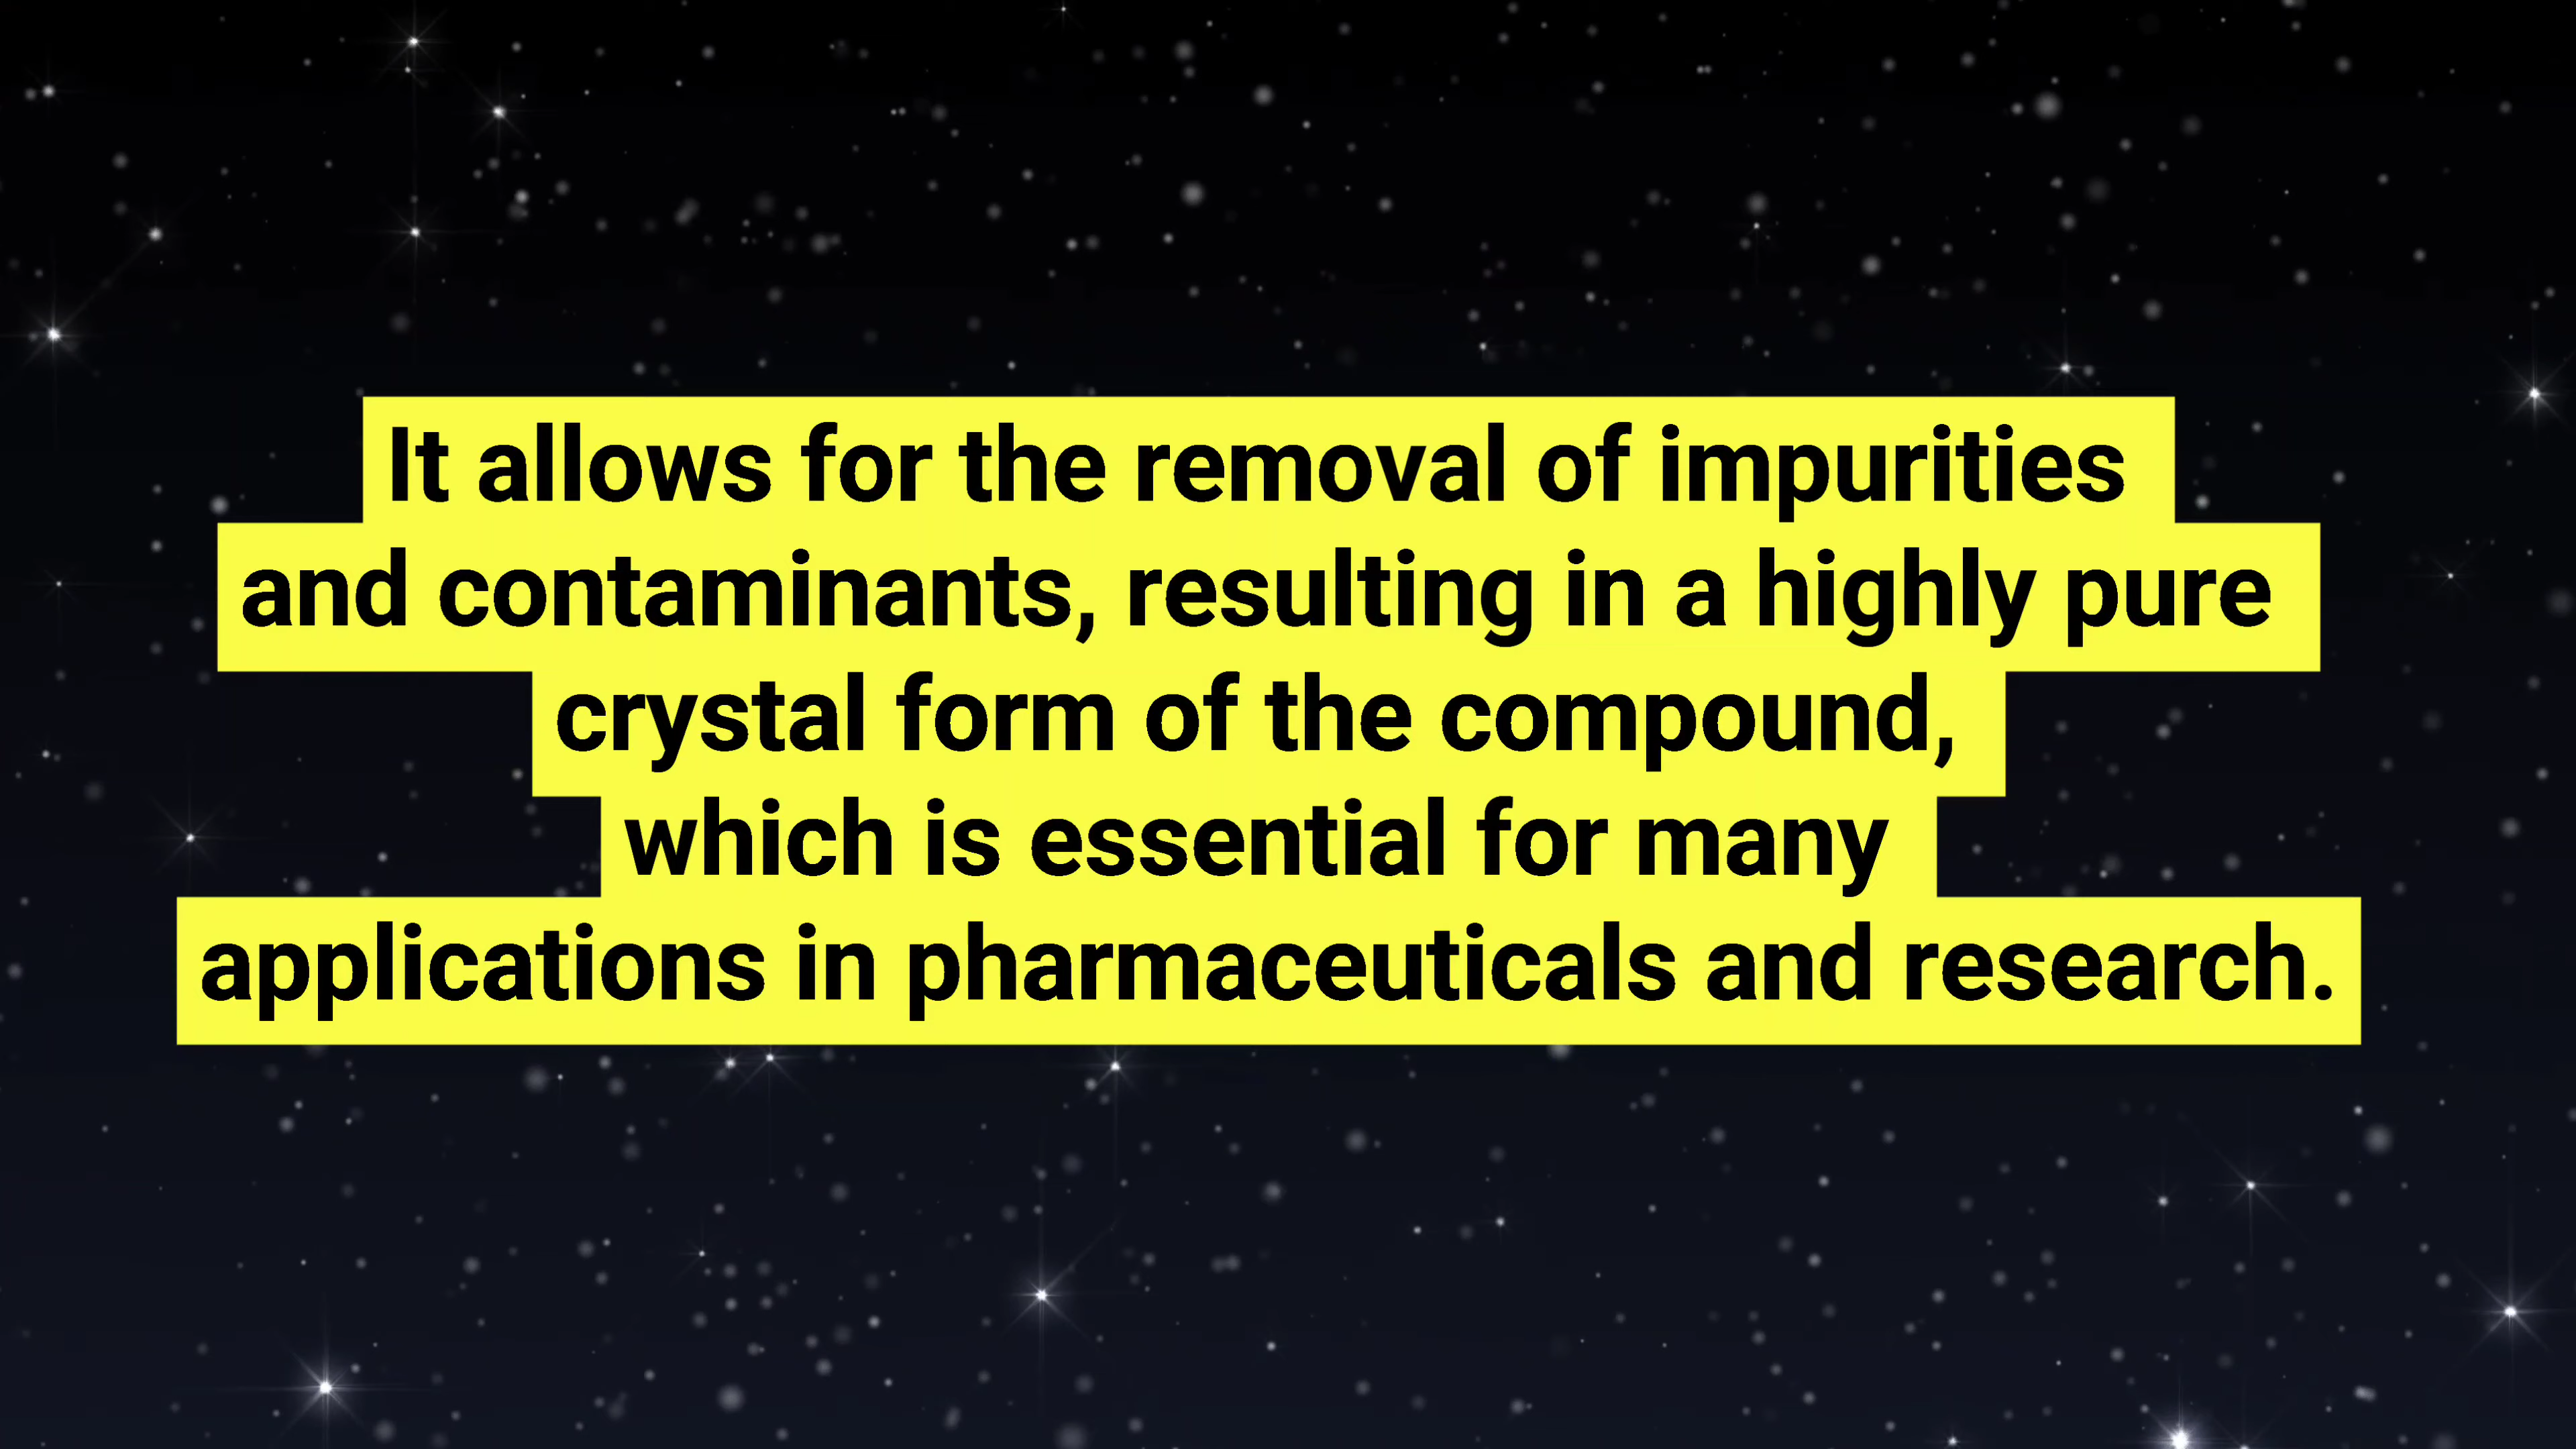 It allows for the removal of impurities
and contaminants, resulting in a highly pure
crystal form of the compound,
which is essential for many
applications in pharmaceuticals and research.